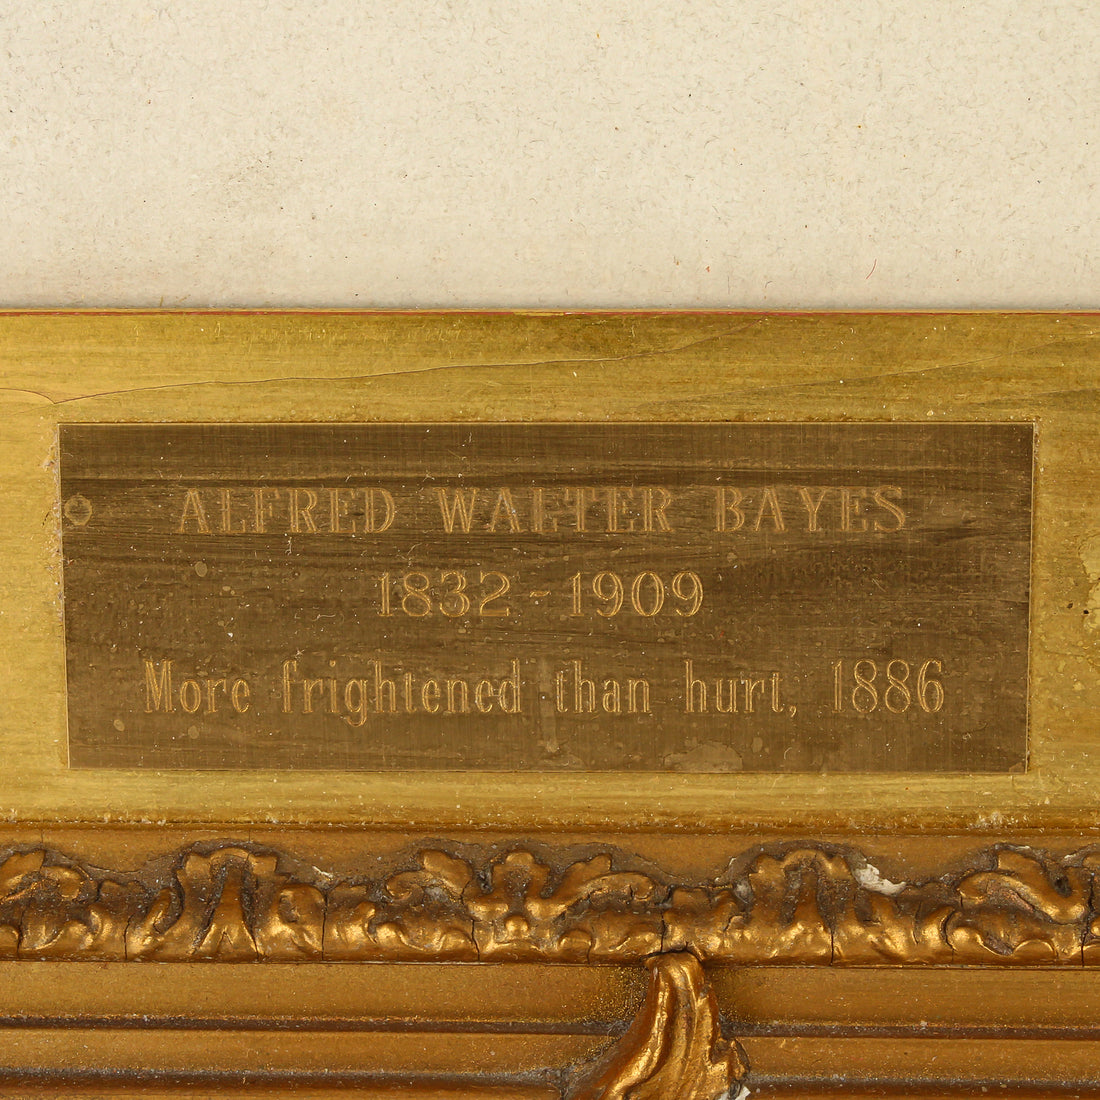 ALFRED WALTER BAYES
1832 - 1909
More frightened than hurt, 1886